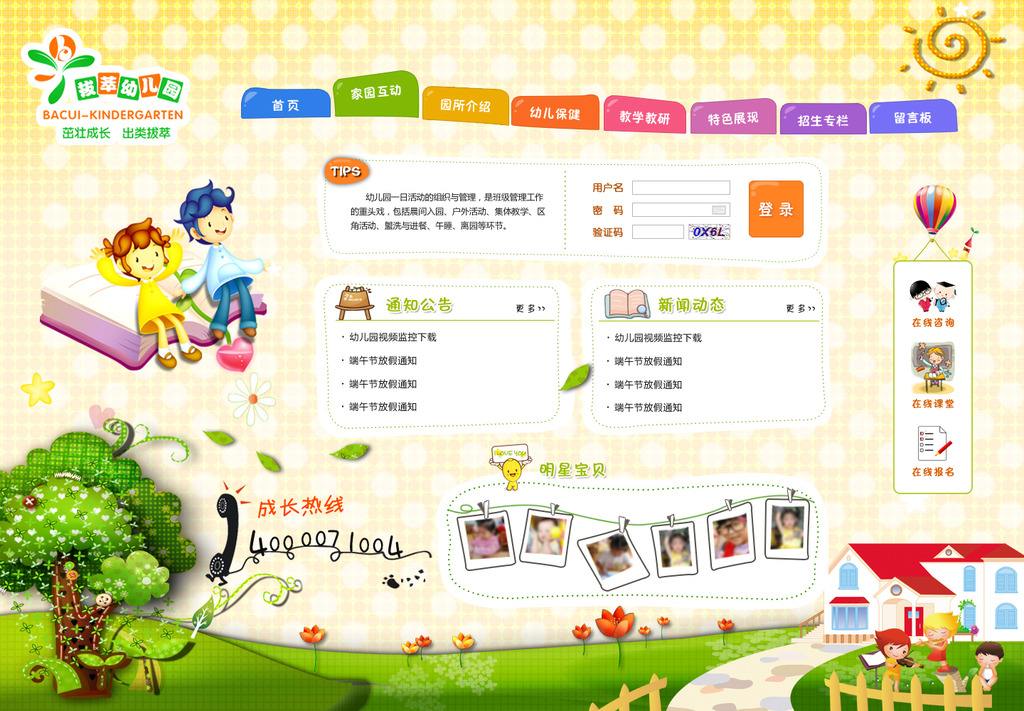 拔萃幼儿园
BACUI-KINDERGARTEN
茁壮成长 出类拔萃
首页
家园互动
园所介绍
幼儿保健
教学教研
特色展现
招生专栏
留言板
TIPS
幼儿园一日活动的组织与管理，是班级管理工作
的重头戏，包括晨间入园、户外活动、集体教学、区
角活动、盥洗与进餐、午睡、离园等环节。
用户名
密 码
验证码
0X6L
登录
通知公告
更多››
· 幼儿园视频监控下载
· 端午节放假通知
· 端午节放假通知
· 端午节放假通知
新闻动态
更多››
· 幼儿园视频监控下载
· 端午节放假通知
· 端午节放假通知
· 端午节放假通知
在线咨询
在线课堂
在线报名
I LOVE YOU
明星宝贝
成长热线
4000031004